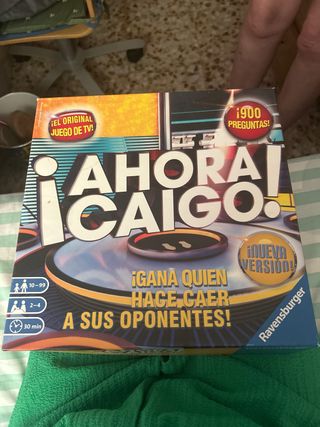 ¡EL ORIGINAL
JUEGO DE TV!
¡900
PREGUNTAS!
¡AHORA
CAIGO!
¡NUEVA
VERSIÓN!
¡GANA QUIEN
HACE CAER
A SUS OPONENTES!
10-99
2-4
30 min
Ravensburger